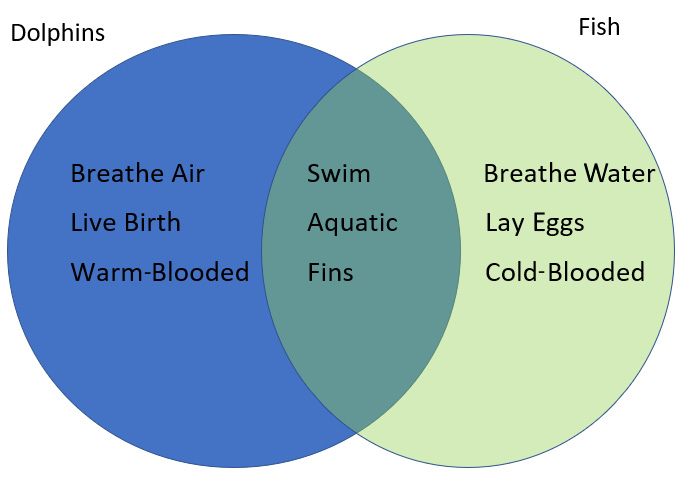 Dolphins
Fish
Breathe Air
Live Birth
Warm-Blooded
Swim
Aquatic
Fins
Breathe Water
Lay Eggs
Cold-Blooded